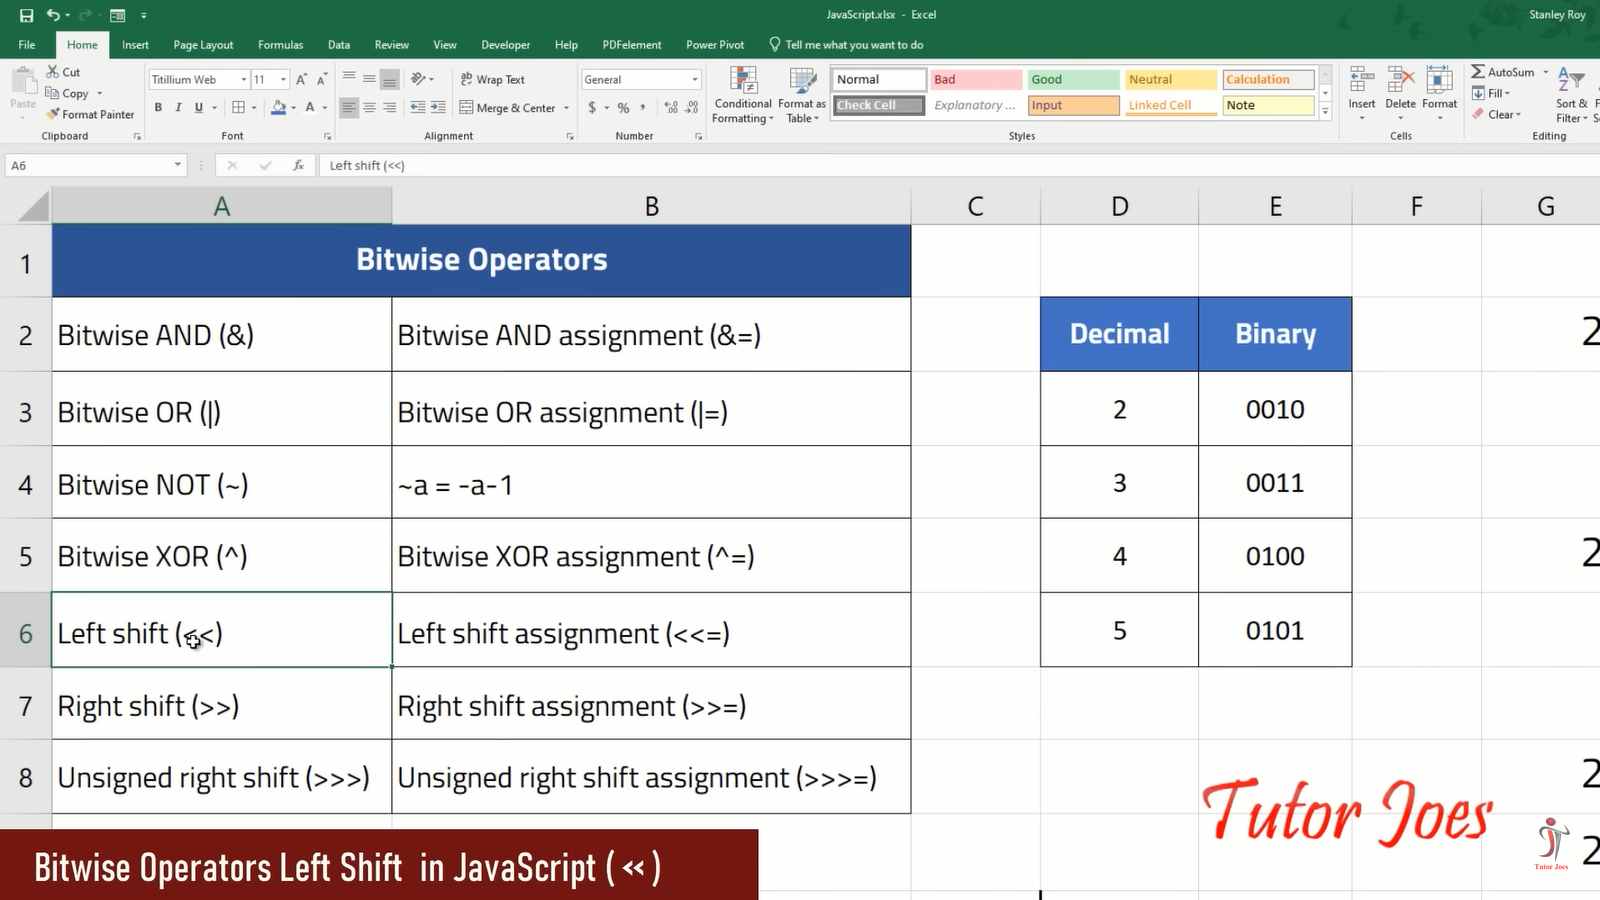 JavaScript.xlsx - Excel
Stanley Roy
File Home Insert Page Layout Formulas Data Review View Developer Help PDFelement Power Pivot Tell me what you want to do
Cut
Copy
Format Painter
Paste
Clipboard
Titillium Web 11
B I U
Font
Wrap Text
Merge & Center
Alignment
General
$ % ,
Number
Conditional Formatting
Format as Table
Normal Bad Good Neutral Calculation
Check Cell Explanatory ... Input Linked Cell Note
Styles
Insert Delete Format
Cells
AutoSum
Fill
Clear
Sort &
Filter
Editing
A6 fx Left shift (<<)
A B C D E F G
1 Bitwise Operators
2 Bitwise AND (&) Bitwise AND assignment (&=) Decimal Binary 2
3 Bitwise OR (|) Bitwise OR assignment (|=) 2 0010
4 Bitwise NOT (~) ~a = -a-1 3 0011
5 Bitwise XOR (^) Bitwise XOR assignment (^=) 4 0100 2
6 Left shift (<<) Left shift assignment (<<=) 5 0101
7 Right shift (>>) Right shift assignment (>>=)
8 Unsigned right shift (>>>) Unsigned right shift assignment (>>>=) 2
Tutor Joes
2
Tutor Joes
Bitwise Operators Left Shift in JavaScript ( << )